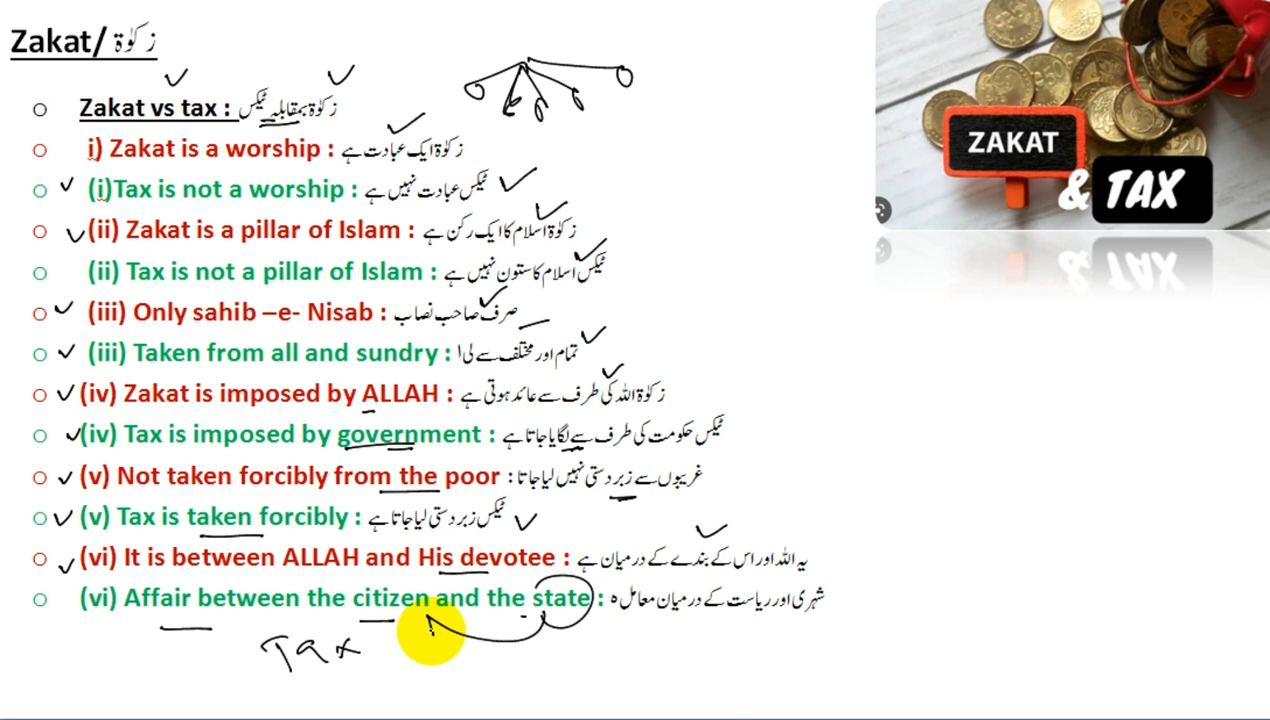 Zakat/ زکوٰۃ
Zakat vs tax : زکوٰۃ بمقابلہ ٹیکس
i) Zakat is a worship : زکوٰۃ ایک عبادت ہے
(i)Tax is not a worship : ٹیکس عبادت نہیں ہے
(ii) Zakat is a pillar of Islam : زکوٰۃ اسلام کا ایک رکن ہے
(ii) Tax is not a pillar of Islam : ٹیکس اسلام کا ستون نہیں ہے
(iii) Only sahib –e- Nisab : صرف صاحب نصاب
(iii) Taken from all and sundry : تمام اور مختلف سے لی ا
(iv) Zakat is imposed by ALLAH : زکوٰۃ اللہ کی طرف سے عائد ہوتی ہے
(iv) Tax is imposed by government : ٹیکس حکومت کی طرف سے لگایا جاتا ہے
(v) Not taken forcibly from the poor : غریبوں سے زبردستی نہیں لیا جاتا
(v) Tax is taken forcibly : ٹیکس زبردستی لیا جاتا ہے
(vi) It is between ALLAH and His devotee : یہ اللہ اور اس کے بندے کے درمیان ہے
(vi) Affair between the citizen and the state : شہری اور ریاست کے درمیان معامل ہ
Tax
ZAKAT
& TAX